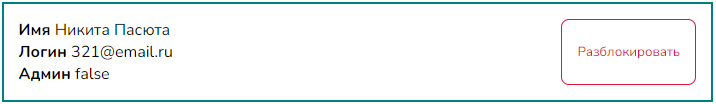 Имя Никита Пасюта
Логин 321@email.ru
Админ false
Разблокировать